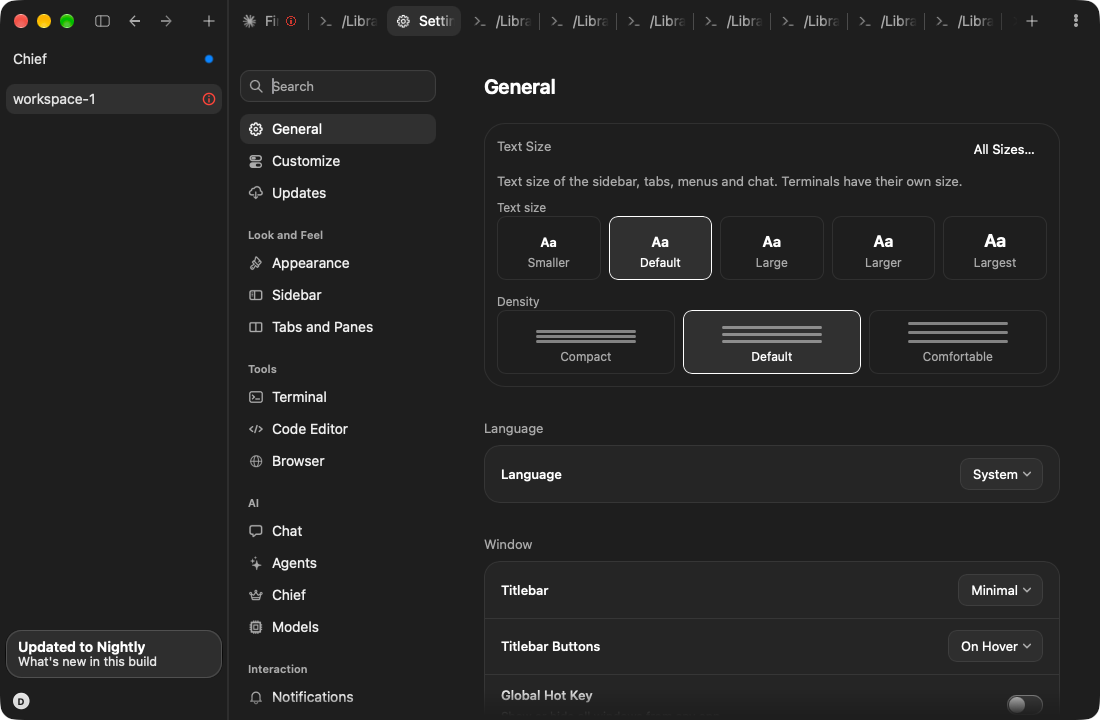 Fi
/Libra
Settin
/Libra
/Libra
/Libra
/Libra
/Libra
/Libra
/Libra
Chief
workspace-1
Updated to Nightly
What's new in this build
D
Search
General
Customize
Updates
Look and Feel
Appearance
Sidebar
Tabs and Panes
Tools
Terminal
Code Editor
Browser
AI
Chat
Agents
Chief
Models
Interaction
Notifications
General
Text Size
All Sizes...
Text size of the sidebar, tabs, menus and chat. Terminals have their own size.
Text size
Aa
Smaller
Aa
Default
Aa
Large
Aa
Larger
Aa
Largest
Density
Compact
Default
Comfortable
Language
Language
System
Window
Titlebar
Minimal
Titlebar Buttons
On Hover
Global Hot Key